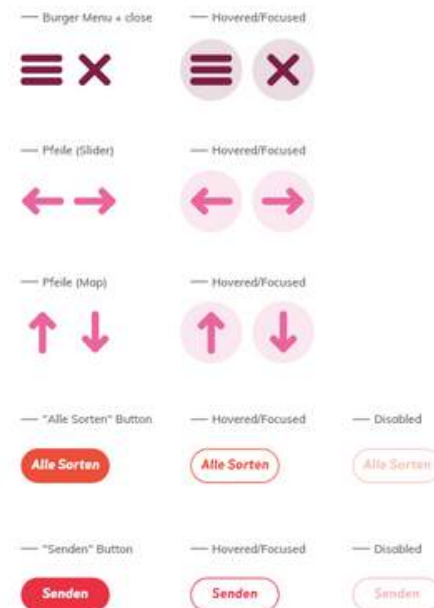 Burger Menu + close
Hovered/Focused
Pfeile (Slider)
Hovered/Focused
Pfeile (Map)
Hovered/Focused
"Alle Sorten" Button
Hovered/Focused
Disabled
Alle Sorten
Alle Sorten
Alle Sorten
"Senden" Button
Hovered/Focused
Disabled
Senden
Senden
Senden